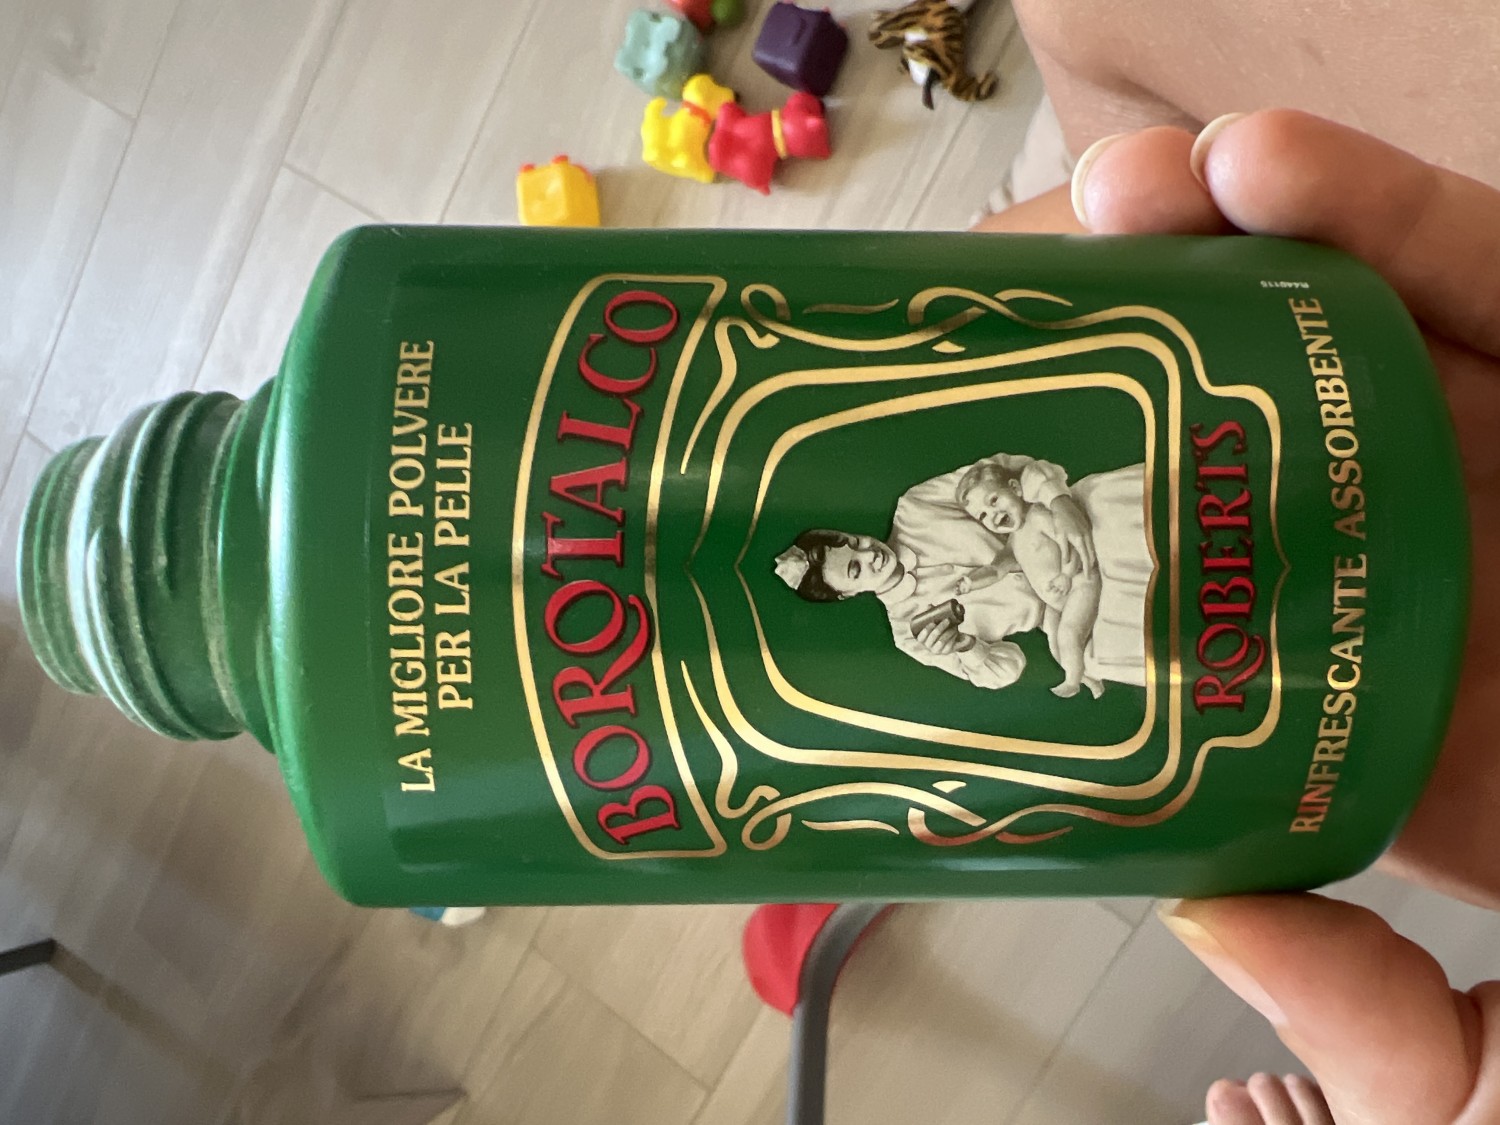 LA MIGLIORE POLVERE
PER LA PELLE
BOROTALCO
ROBERTS
RINFRESCANTE ASSORBENTE